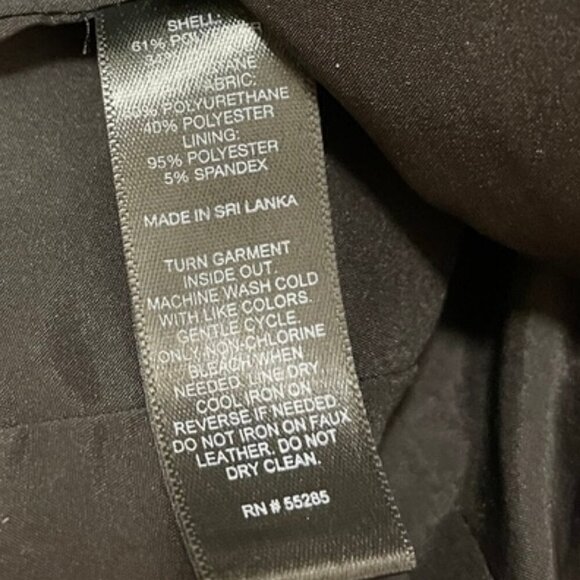 SHELL:
61% POLYESTER
FABRIC:
POLYURETHANE
40% POLYESTER
LINING:
95% POLYESTER
5% SPANDEX
MADE IN SRI LANKA
TURN GARMENT
INSIDE OUT.
MACHINE WASH COLD
WITH LIKE COLORS.
GENTLE CYCLE.
ONLY NON-CHLORINE
BLEACH WHEN
NEEDED. LINE DRY.
COOL IRON ON
REVERSE IF NEEDED.
DO NOT IRON ON FAUX
LEATHER. DO NOT
DRY CLEAN.
RN # 55285